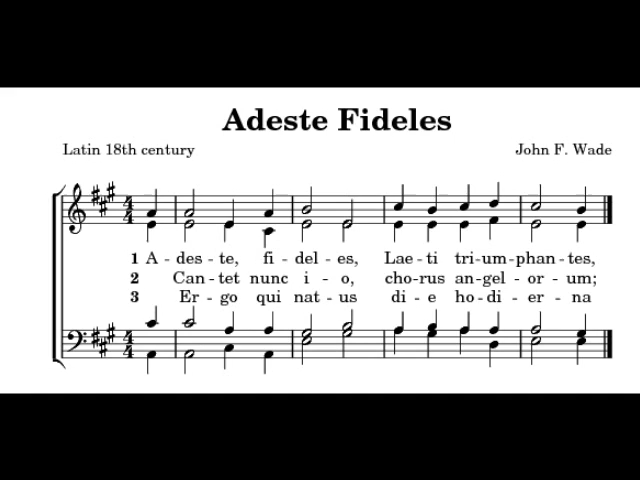 Adeste Fideles
Latin 18th century John F. Wade
1 A - des - te, fi - del - es, Lae - ti tri - um - phan - tes,
2 Can - tet nunc i - o, cho - rus an - gel - or - um;
3 Er - go qui nat - us di - e ho - di - er - na